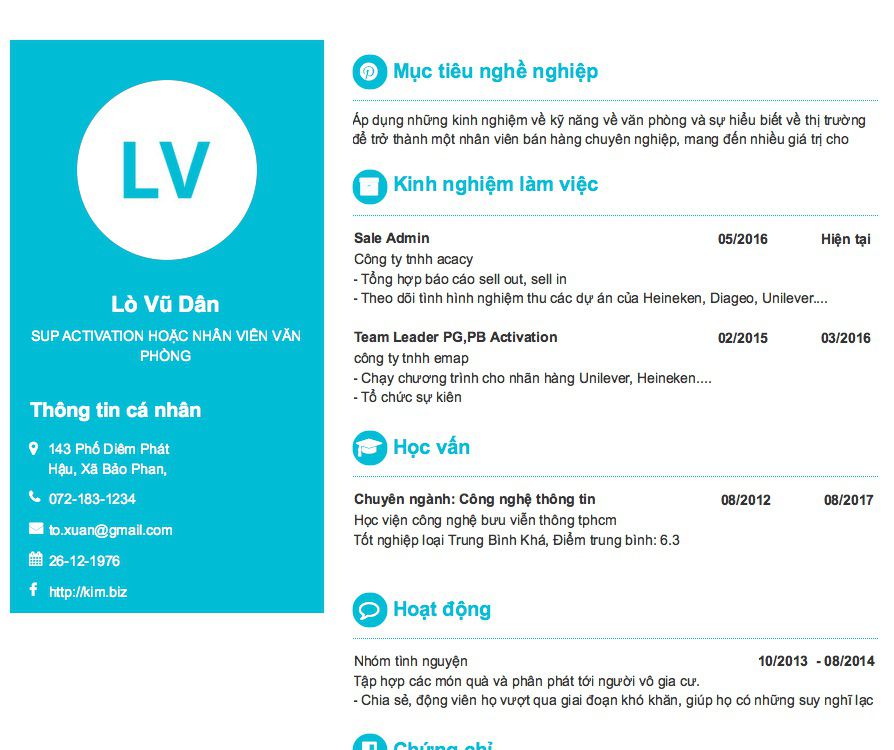 LV
Lò Vũ Dân
SUP ACTIVATION HOẶC NHÂN VIÊN VĂN
PHÒNG
Thông tin cá nhân
143 Phố Diêm Phát
Hậu, Xã Bảo Phan,
072-183-1234
to.xuan@gmail.com
26-12-1976
http://kim.biz
Mục tiêu nghề nghiệp
Áp dụng những kinh nghiệm về kỹ năng về văn phòng và sự hiểu biết về thị trường
để trở thành một nhân viên bán hàng chuyên nghiệp, mang đến nhiều giá trị cho
Kinh nghiệm làm việc
Sale Admin 05/2016 Hiện tại
Công ty tnhh acacy
- Tổng hợp báo cáo sell out, sell in
- Theo dõi tình hình nghiệm thu các dự án của Heineken, Diageo, Unilever....
Team Leader PG,PB Activation 02/2015 03/2016
công ty tnhh emap
- Chạy chương trình cho nhãn hàng Unilever, Heineken....
- Tổ chức sự kiên
Học vấn
Chuyên ngành: Công nghệ thông tin 08/2012 08/2017
Học viện công nghệ bưu viễn thông tphcm
Tốt nghiệp loại Trung Bình Khá, Điểm trung bình: 6.3
Hoạt động
Nhóm tình nguyện 10/2013 - 08/2014
Tập hợp các món quà và phân phát tới người vô gia cư.
- Chia sẻ, động viên họ vượt qua giai đoạn khó khăn, giúp họ có những suy nghĩ lạc
Chứng chỉ